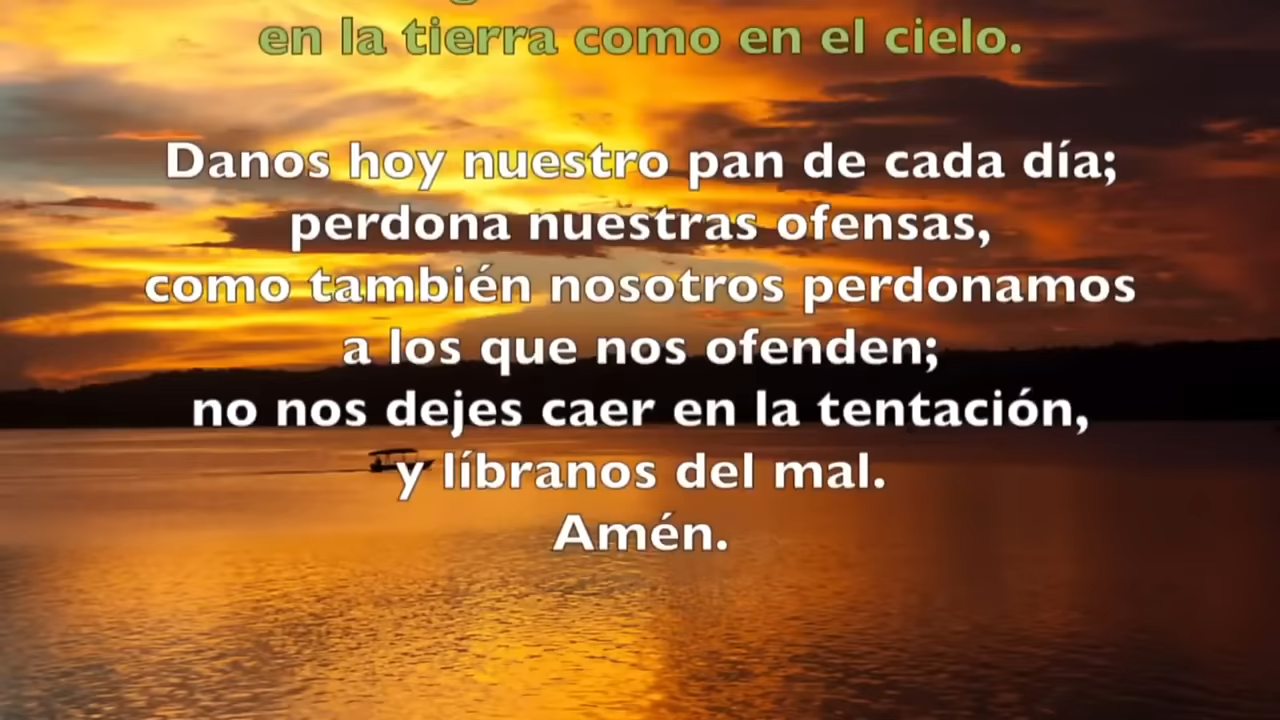 en la tierra como en el cielo.
Danos hoy nuestro pan de cada día;
perdona nuestras ofensas,
como también nosotros perdonamos
a los que nos ofenden;
no nos dejes caer en la tentación,
y líbranos del mal.
Amén.